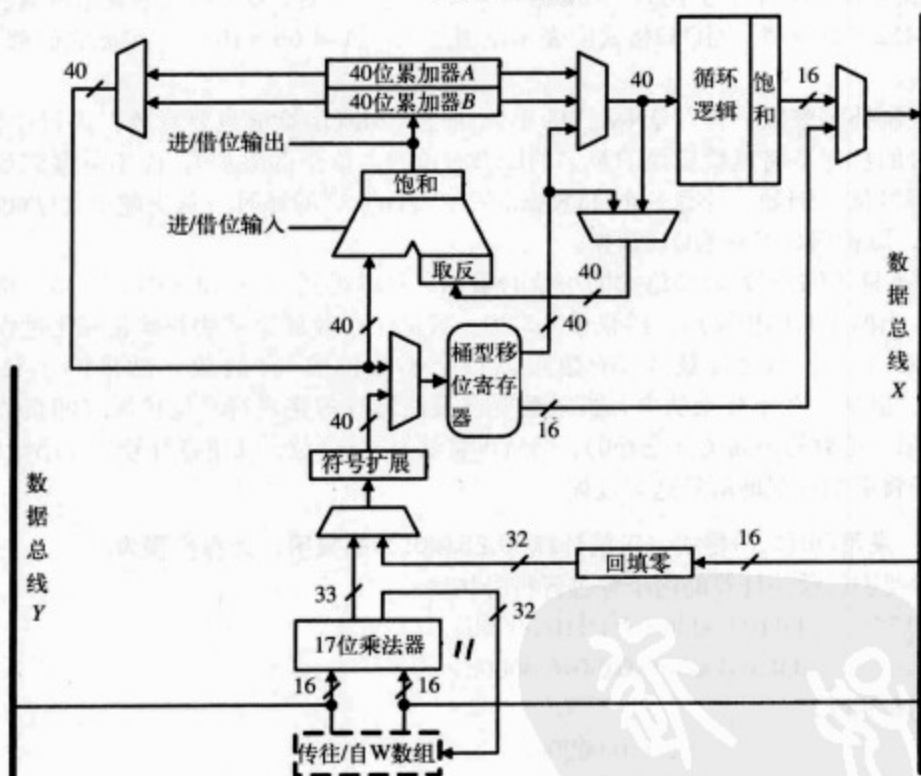 40
40位累加器A
40位累加器B
40
循环逻辑
饱和
16
进/借位输出
进/借位输入
饱和
取反
40
40
40
桶型移位寄存器
16
40
符号扩展
数据总线X
数据总线Y
32
回填零
16
33
32
17位乘法器
16
16
传往/自W数组